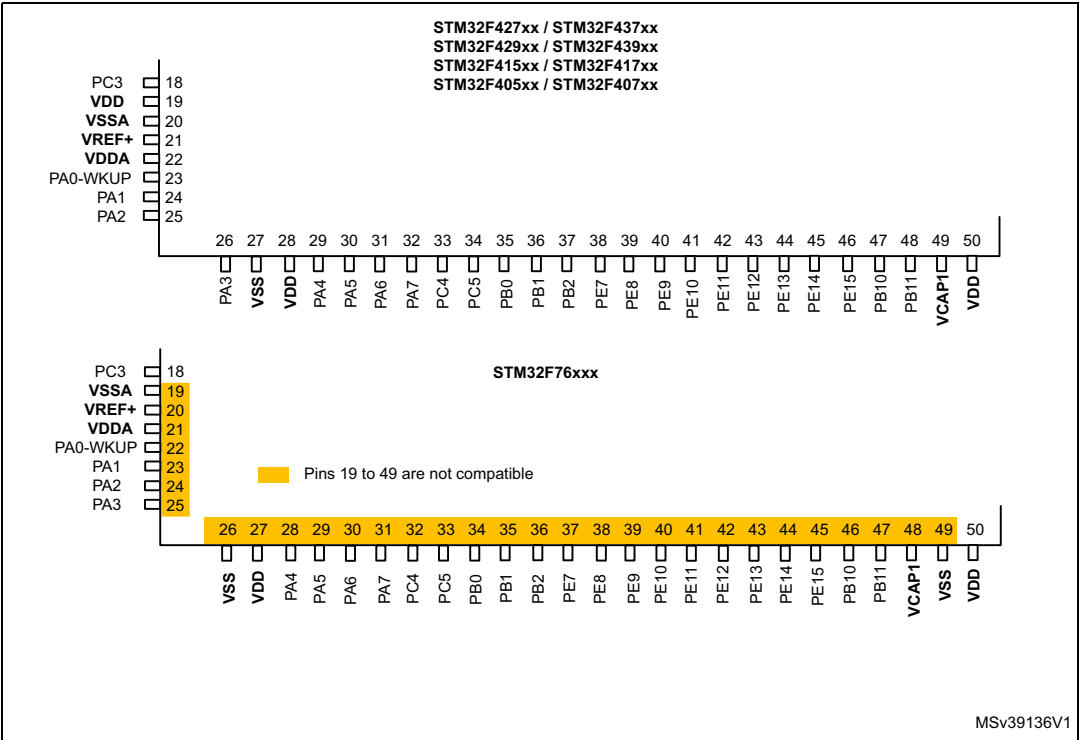 STM32F427xx / STM32F437xx
STM32F429xx / STM32F439xx
STM32F415xx / STM32F417xx
STM32F405xx / STM32F407xx
PC3 18
VDD 19
VSSA 20
VREF+ 21
VDDA 22
PA0-WKUP 23
PA1 24
PA2 25
26 27 28 29 30 31 32 33 34 35 36 37 38 39 40 41 42 43 44 45 46 47 48 49 50
PA3 VSS VDD PA4 PA5 PA6 PA7 PC4 PC5 PB0 PB1 PB2 PE7 PE8 PE9 PE10 PE11 PE12 PE13 PE14 PE15 PB10 PB11 VCAP1 VDD
STM32F76xxx
PC3 18
VSSA 19
VREF+ 20
VDDA 21
PA0-WKUP 22
PA1 23
PA2 24
PA3 25
Pins 19 to 49 are not compatible
26 27 28 29 30 31 32 33 34 35 36 37 38 39 40 41 42 43 44 45 46 47 48 49 50
VSS VDD PA4 PA5 PA6 PA7 PC4 PC5 PB0 PB1 PB2 PE7 PE8 PE9 PE10 PE11 PE12 PE13 PE14 PE15 PB10 PB11 VCAP1 VSS VDD
MSv39136V1